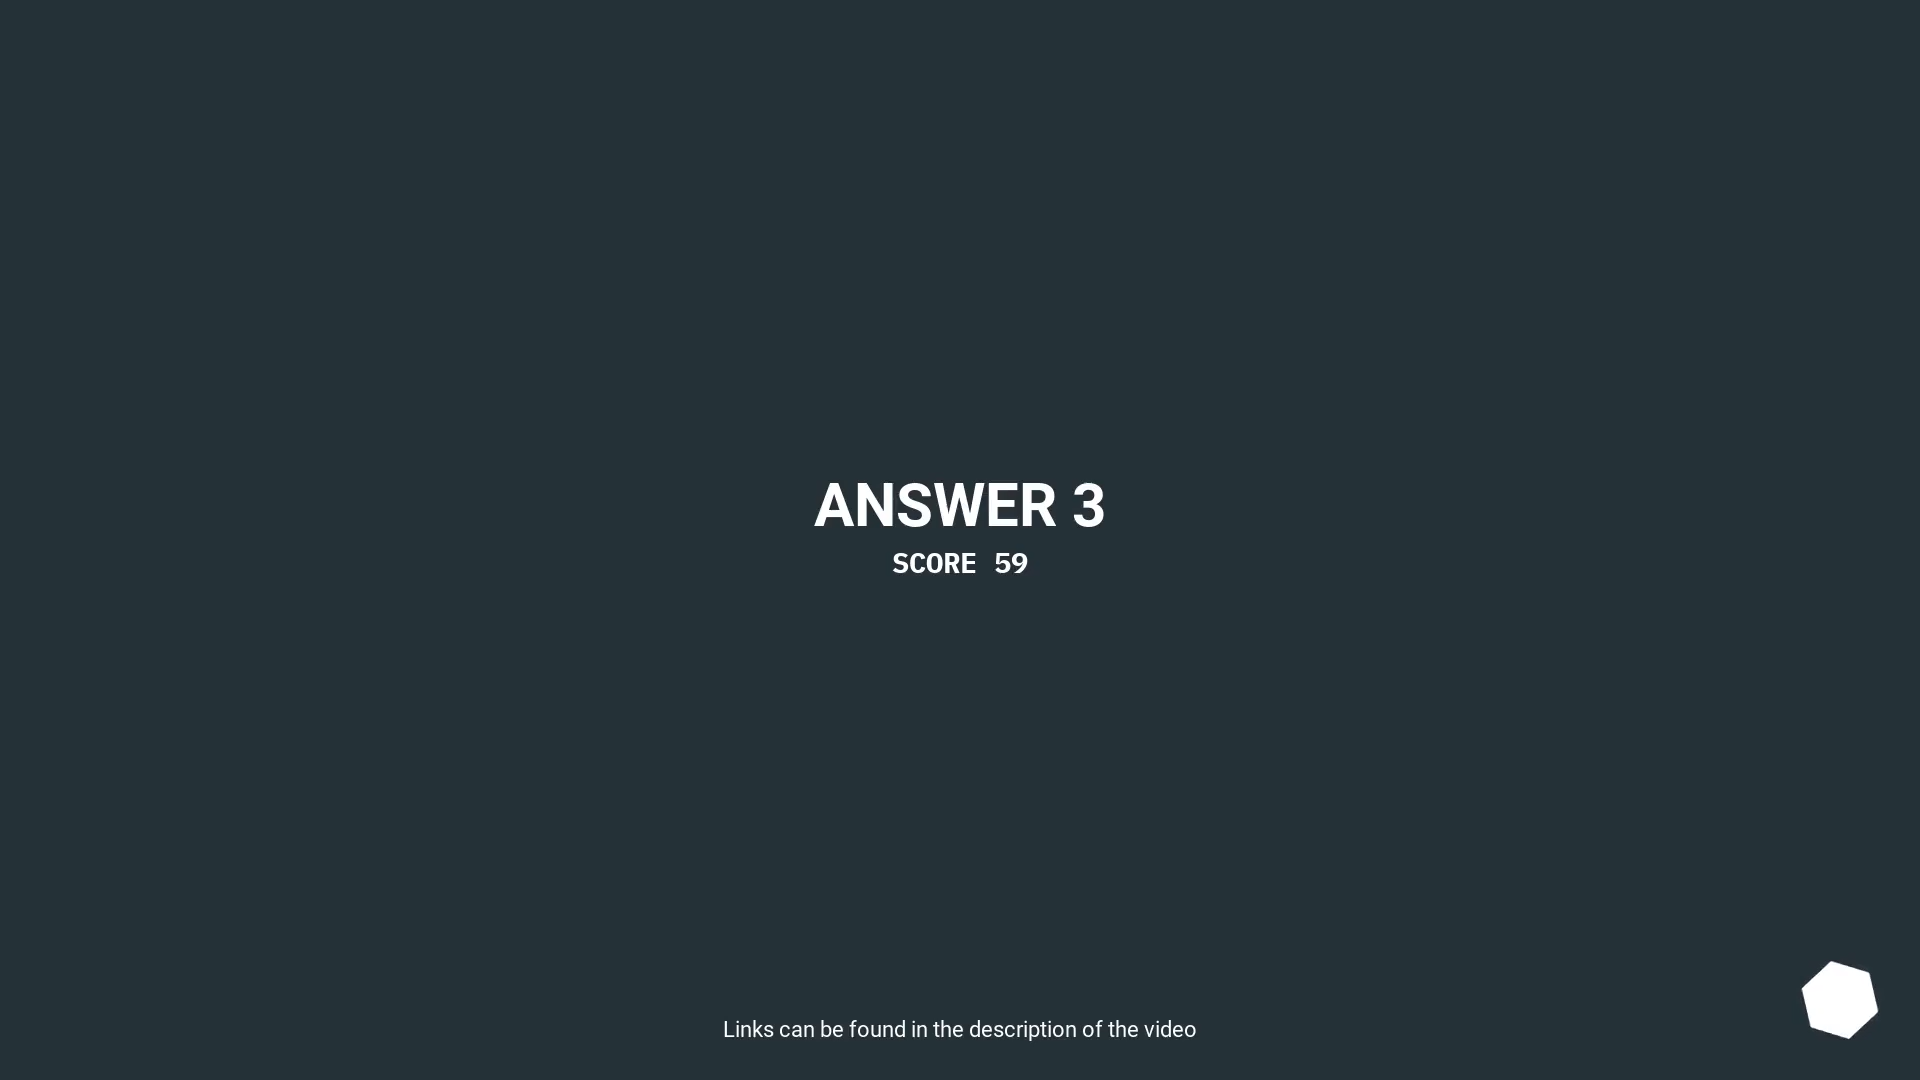 ANSWER 3
SCORE 59
Links can be found in the description of the video